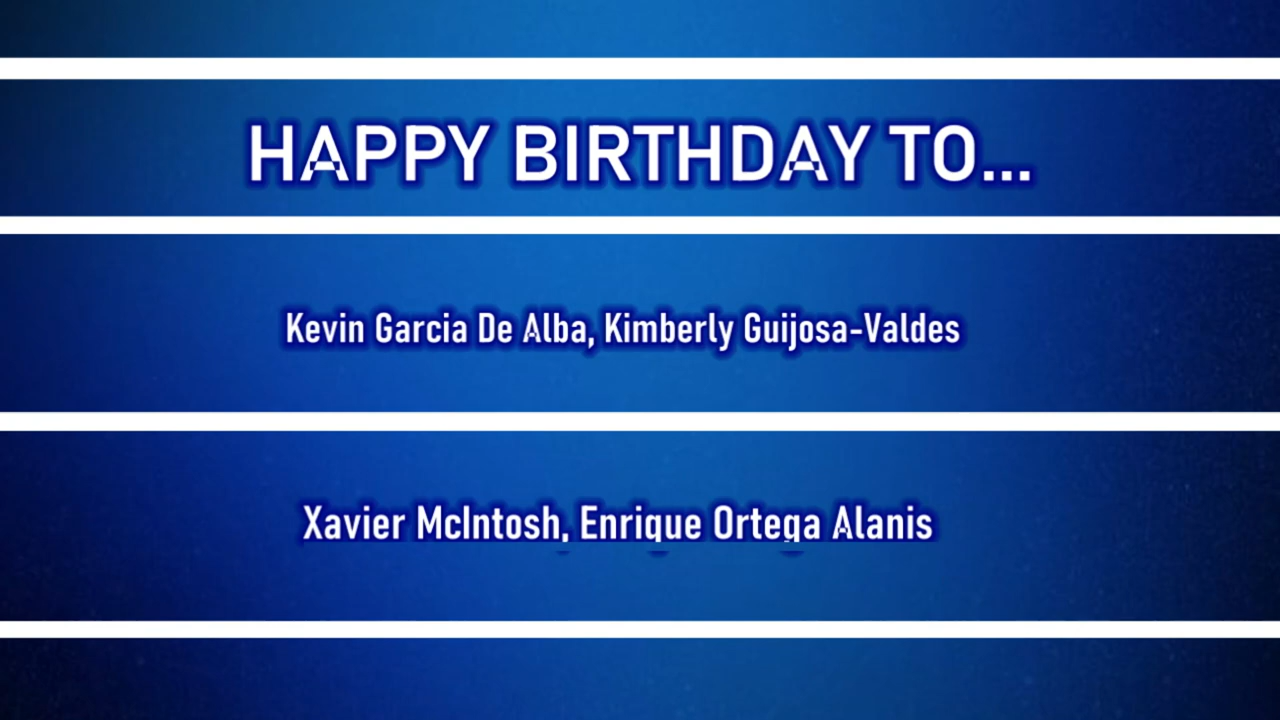 HAPPY BIRTHDAY TO...
Kevin Garcia De Alba, Kimberly Guijosa-Valdes
Xavier McIntosh, Enrique Ortega Alanis